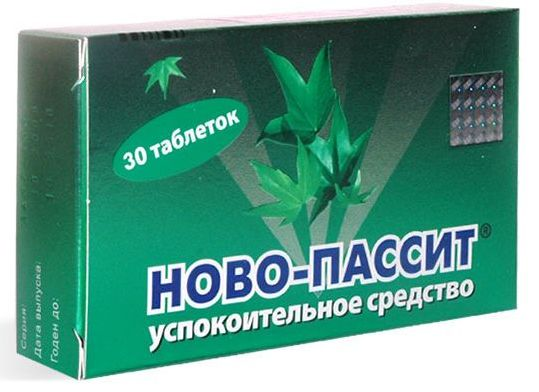 30 таблеток
НОВО-ПАССИТ®
успокоительное средство
Серия:
Дата выпуска:
Годен до: